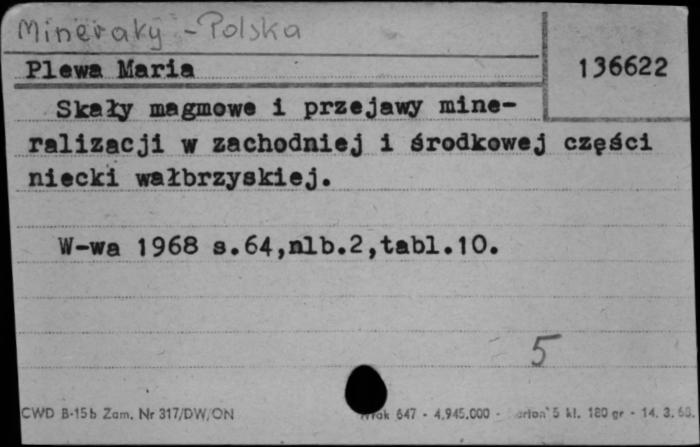 Minerały - Polska
Plewa Maria 136622
Skały magmowe i przejawy mine-
ralizacji w zachodniej i środkowej części
niecki wałbrzyskiej.
W-wa 1968 s.64,nlb.2,tabl.10.
5
CWD B-15b Zam. Nr 317/DW/ON 647 - 4.945.000 - 5 kl. 180 gr - 14. 3.